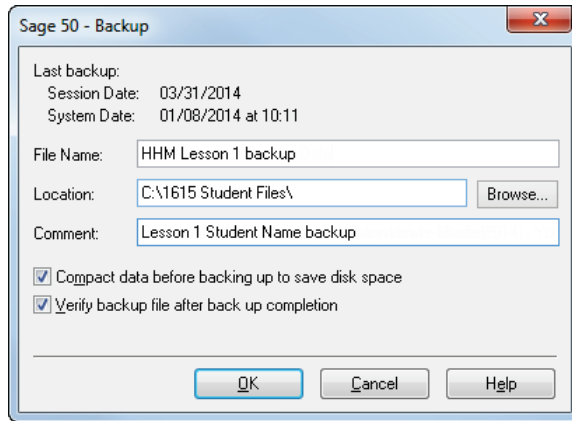 Sage 50 - Backup
Last backup:
Session Date: 03/31/2014
System Date: 01/08/2014 at 10:11
File Name: HHM Lesson 1 backup
Location: C:\1615 Student Files\ Browse...
Comment: Lesson 1 Student Name backup
Compact data before backing up to save disk space
Verify backup file after back up completion
OK Cancel Help